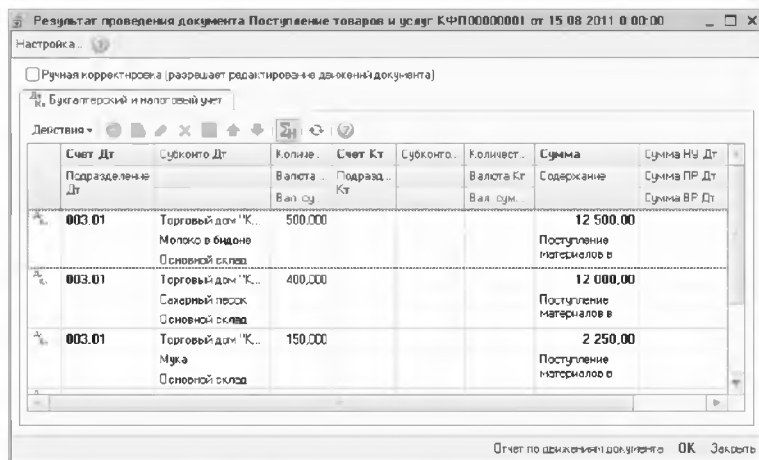 Результат проведения документа Поступление товаров и услуг КФП00000001 от 15.08.2011 0:00:00
Настройка...
Ручная корректировка (разрешает редактирование движений документа)
Бухгалтерский и налоговый учет
Действия
Счет Дт Субконто Дт Количе... Счет Кт Субконто... Количест... Сумма Сумма НУ Дт
Подразделение Дт Валюта ... Подразд... Кт Валюта Кт Содержание Сумма ПР Дт
Вал. су... Вал. сум... Сумма ВР Дт
003.01 Торговый дом "К... 500,000 12 500,00
Молоко в бидоне Поступление
Основной склад материалов в
003.01 Торговый дом "К... 400,000 12 000,00
Сахарный песок Поступление
Основной склад материалов в
003.01 Торговый дом "К... 150,000 2 250,00
Мука Поступление
Основной склад материалов в
Отчет по движениям документа OK Закрыть